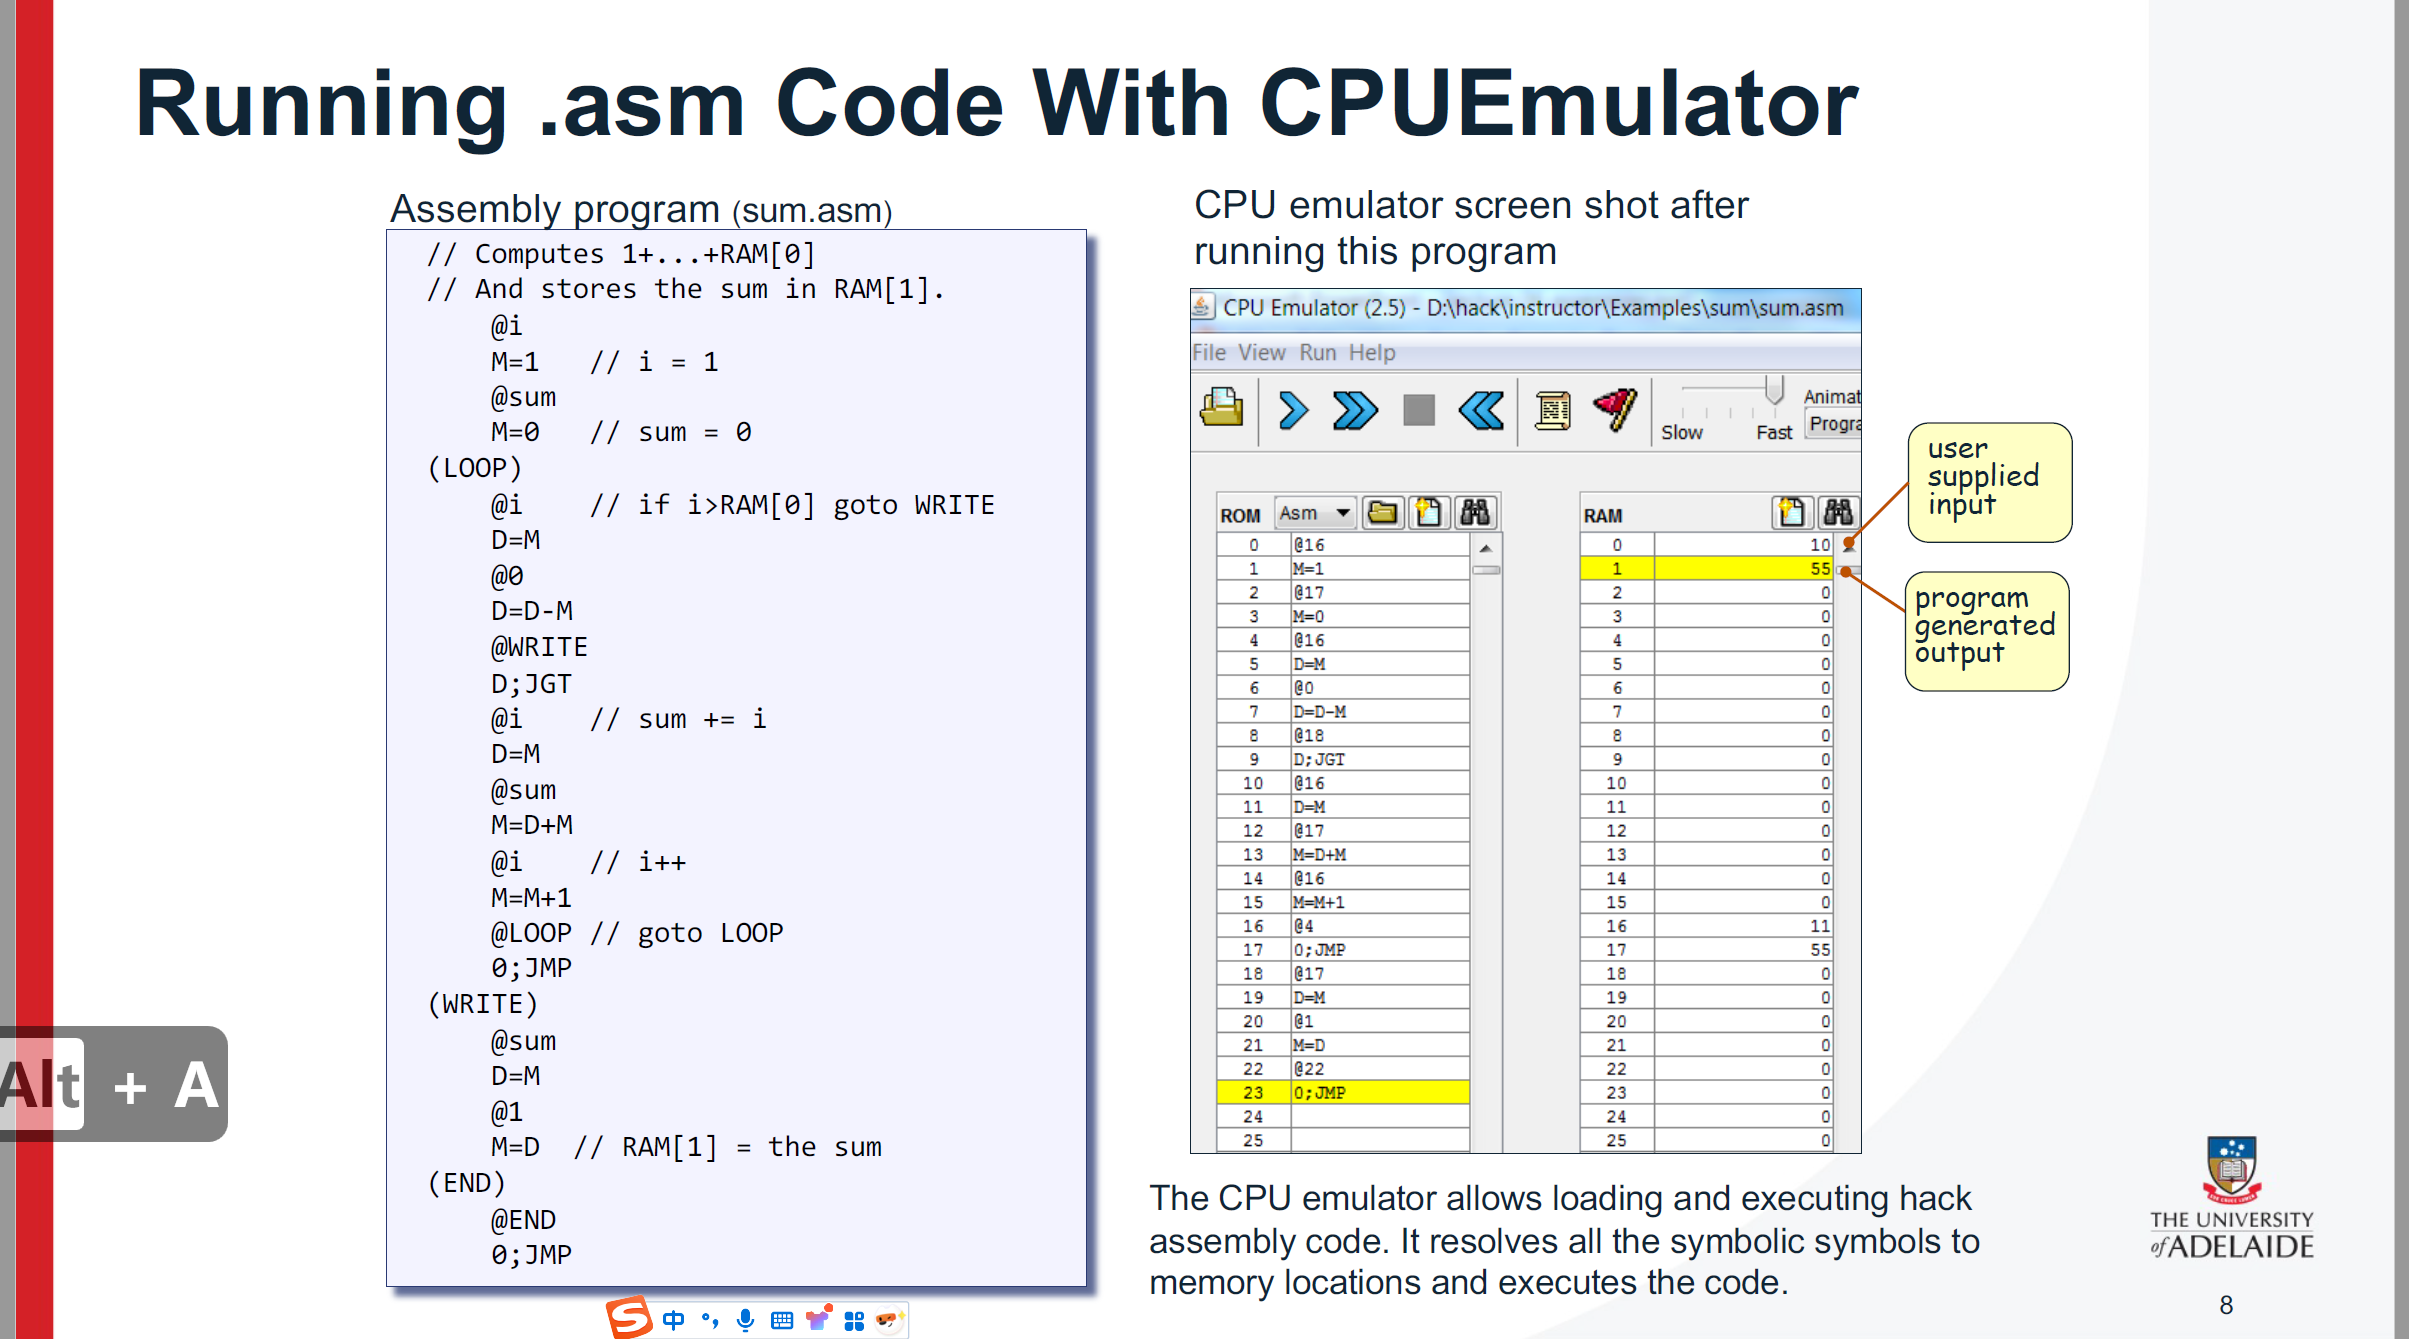 Running .asm Code With CPUEmulator
Assembly program (sum.asm)
// Computes 1+...+RAM[0]
// And stores the sum in RAM[1].
@i
M=1 // i = 1
@sum
M=0 // sum = 0
(LOOP)
@i // if i>RAM[0] goto WRITE
D=M
@0
D=D-M
@WRITE
D;JGT
@i // sum += i
D=M
@sum
M=D+M
@i // i++
M=M+1
@LOOP // goto LOOP
0;JMP
(WRITE)
@sum
D=M
@1
M=D // RAM[1] = the sum
(END)
@END
0;JMP
CPU emulator screen shot after
running this program
CPU Emulator (2.5) - D:\hack\instructor\Examples\sum\sum.asm
File View Run Help
Slow Fast
Animat
Progra
ROM Asm
0 @16
1 M=1
2 @17
3 M=0
4 @16
5 D=M
6 @0
7 D=D-M
8 @18
9 D;JGT
10 @16
11 D=M
12 @17
13 M=D+M
14 @16
15 M=M+1
16 @4
17 0;JMP
18 @17
19 D=M
20 @1
21 M=D
22 @22
23 0;JMP
24
25
RAM
0 10
1 55
2 0
3 0
4 0
5 0
6 0
7 0
8 0
9 0
10 0
11 0
12 0
13 0
14 0
15 0
16 11
17 55
18 0
19 0
20 0
21 0
22 0
23 0
24 0
25 0
user
supplied
input
program
generated
output
The CPU emulator allows loading and executing hack
assembly code. It resolves all the symbolic symbols to
memory locations and executes the code.
Alt + A
THE UNIVERSITY
of ADELAIDE
8
S 中